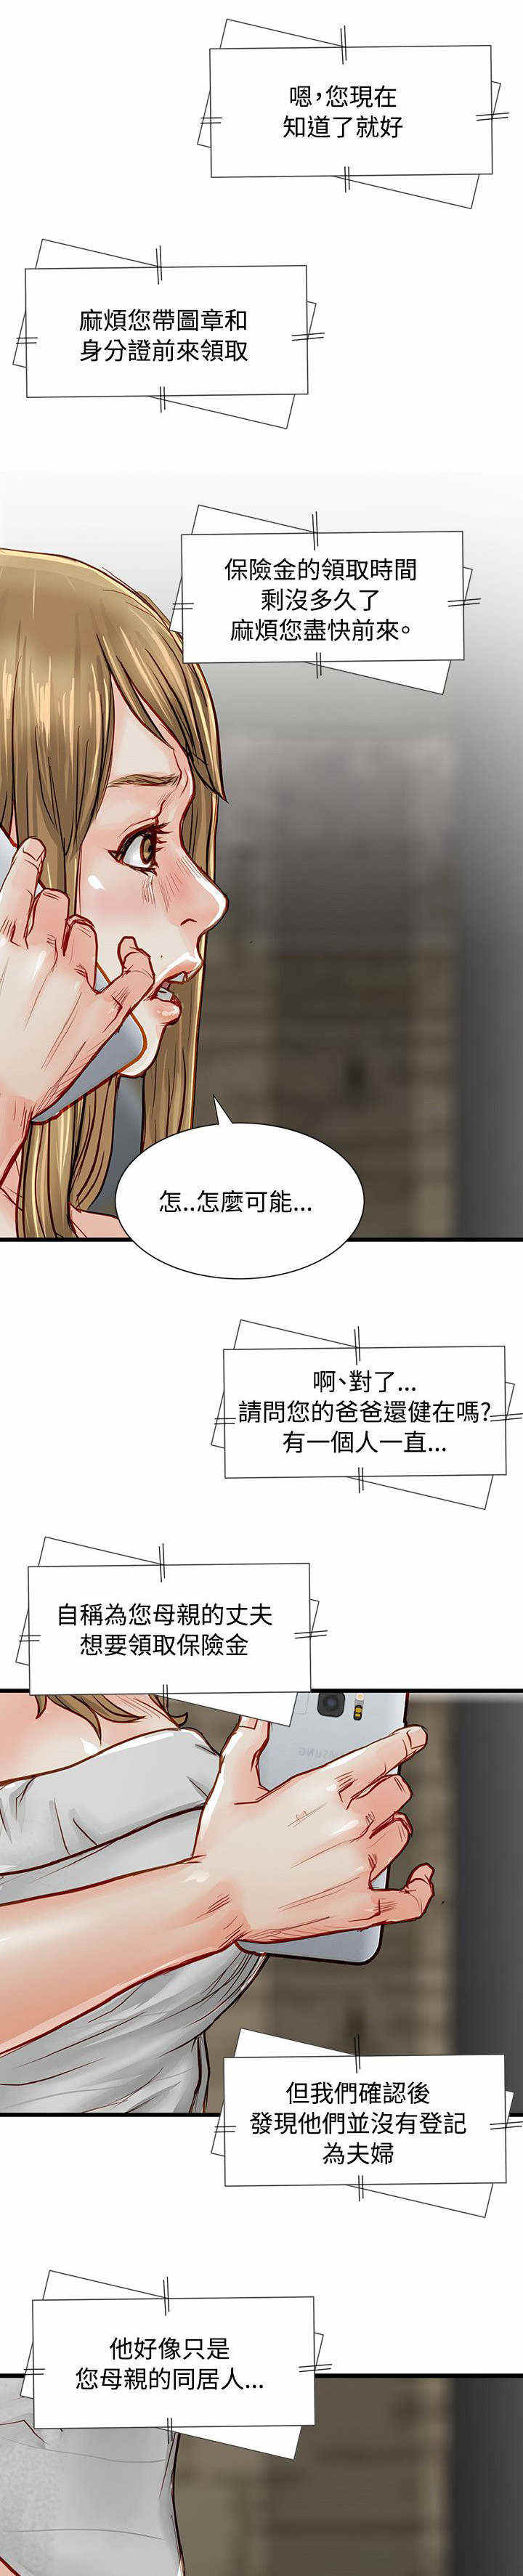 嗯，您現在
知道了就好
麻煩您帶圖章和
身分證前來領取
保險金的領取時間
剩沒多久了
麻煩您盡快前來。
怎..怎麼可能...
啊、對了...
請問您的爸爸還健在嗎?
有一個人一直...
自稱為您母親的丈夫
想要領取保險金
SAMSUNG
但我們確認後
發現他們並沒有登記
為夫婦
他好像只是
您母親的同居人...